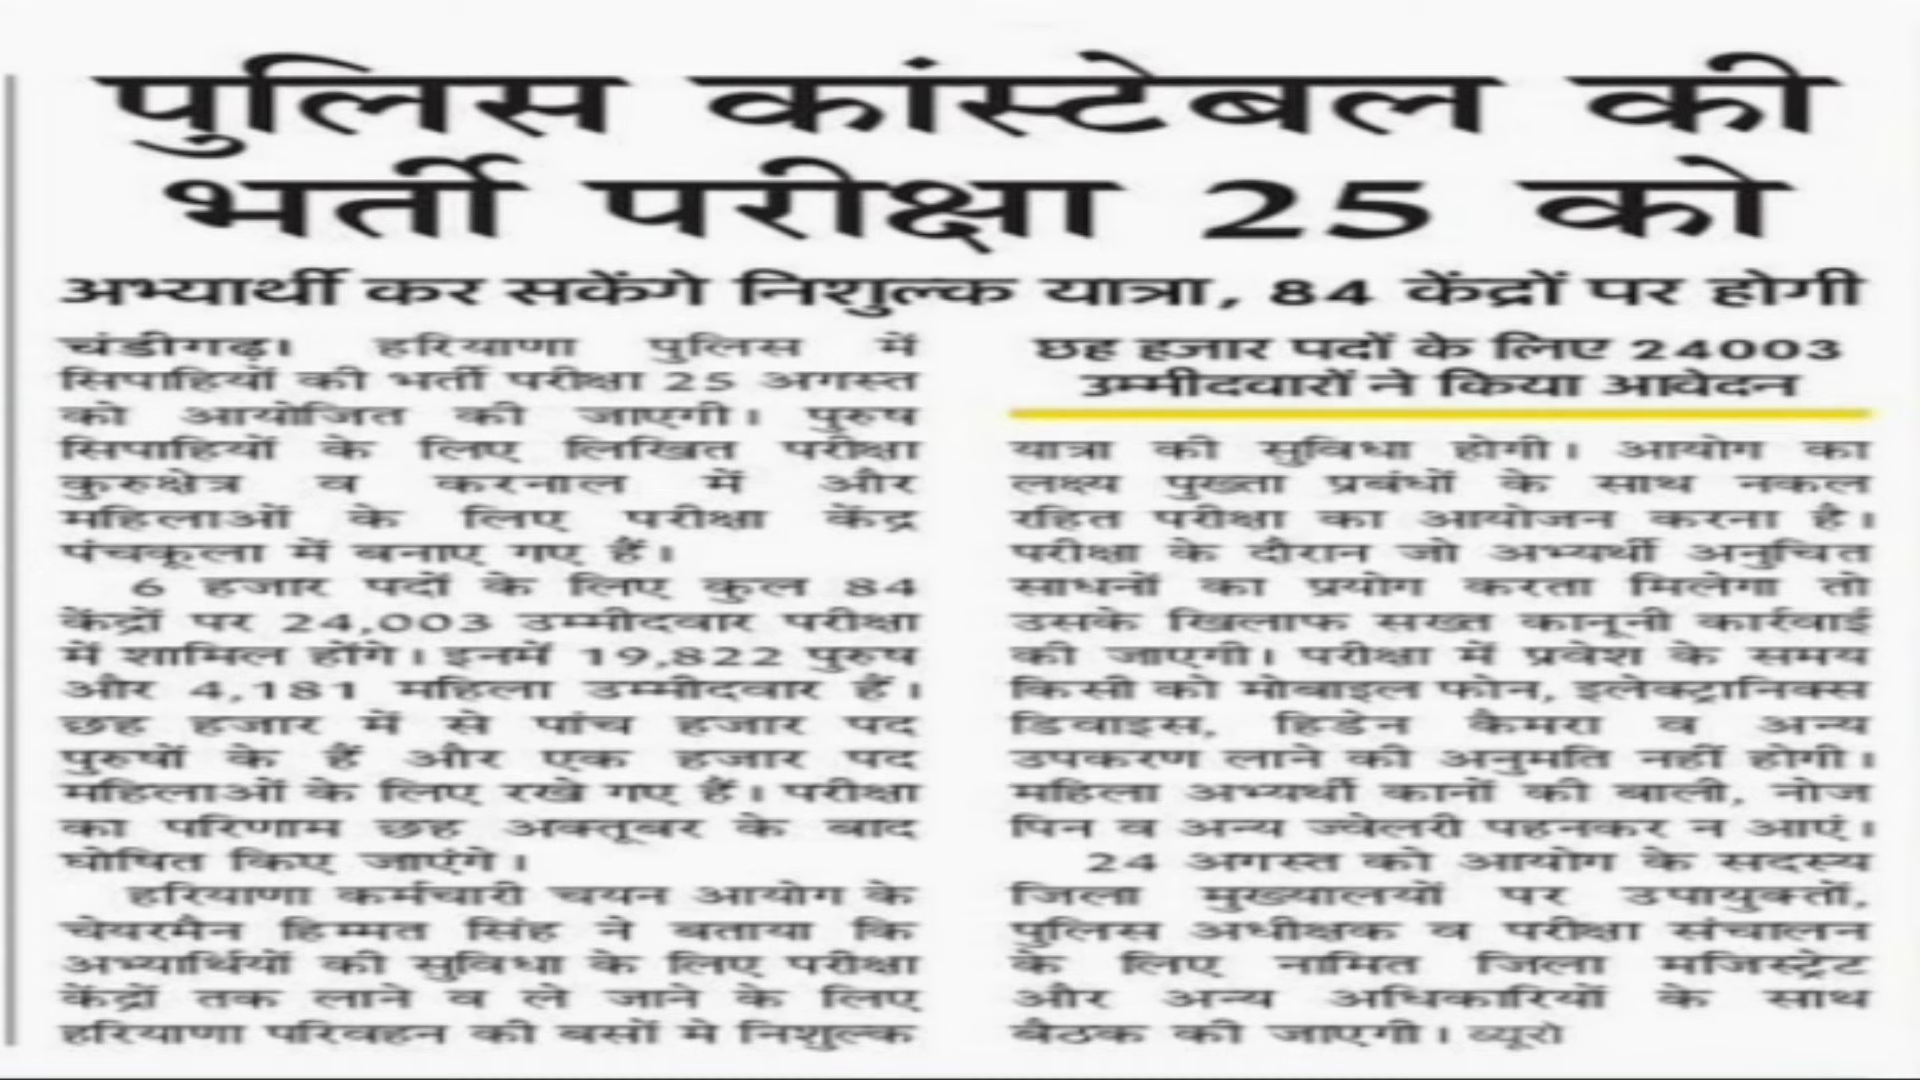 पुलिस कांस्टेबल की
भर्ती परीक्षा 25 को
अभ्यार्थी कर सकेंगे निशुल्क यात्रा, 84 केंद्रों पर होगी
चंडीगढ़। हरियाणा पुलिस में
सिपाहियों की भर्ती परीक्षा 25 अगस्त
को आयोजित की जाएगी। पुरुष
सिपाहियों के लिए लिखित परीक्षा
कुरुक्षेत्र व करनाल में और
महिलाओं के लिए परीक्षा केंद्र
पंचकूला में बनाए गए हैं।
6 हजार पदों के लिए कुल 84
केंद्रों पर 24,003 उम्मीदवार परीक्षा
में शामिल होंगे। इनमें 19,822 पुरुष
और 4,181 महिला उम्मीदवार हैं।
छह हजार में से पांच हजार पद
पुरुषों के हैं और एक हजार पद
महिलाओं के लिए रखे गए हैं। परीक्षा
का परिणाम छह अक्तूबर के बाद
घोषित किए जाएंगे।
हरियाणा कर्मचारी चयन आयोग के
चेयरमैन हिम्मत सिंह ने बताया कि
अभ्यार्थियों की सुविधा के लिए परीक्षा
केंद्रों तक लाने व ले जाने के लिए
हरियाणा परिवहन की बसों मे निशुल्क
छह हजार पदों के लिए 24003
उम्मीदवारों ने किया आवेदन
यात्रा की सुविधा होगी। आयोग का
लक्ष्य पुख्ता प्रबंधों के साथ नकल
रहित परीक्षा का आयोजन करना है।
परीक्षा के दौरान जो अभ्यर्थी अनुचित
साधनों का प्रयोग करता मिलेगा तो
उसके खिलाफ सख्त कानूनी कार्रवाई
की जाएगी। परीक्षा में प्रवेश के समय
किसी को मोबाइल फोन, इलेक्ट्रानिक्स
डिवाइस, हिडेन कैमरा व अन्य
उपकरण लाने की अनुमति नहीं होगी।
महिला अभ्यर्थी कानों की बाली, नोज
पिन व अन्य ज्वेलरी पहनकर न आएं।
24 अगस्त को आयोग के सदस्य
जिला मुख्यालयों पर उपायुक्तों,
पुलिस अधीक्षक व परीक्षा संचालन
के लिए नामित जिला मजिस्ट्रेट
और अन्य अधिकारियों के साथ
बैठक की जाएगी। ब्यूरो